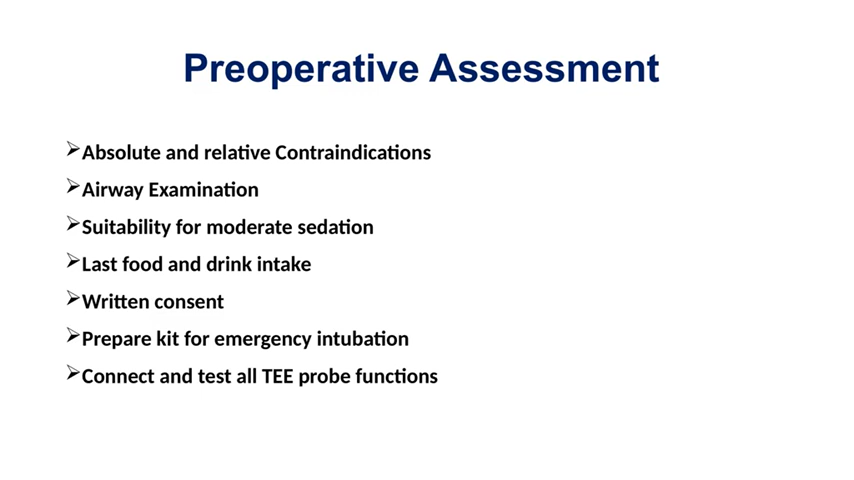 Preoperative Assessment
➢Absolute and relative Contraindications
➢Airway Examination
➢Suitability for moderate sedation
➢Last food and drink intake
➢Written consent
➢Prepare kit for emergency intubation
➢Connect and test all TEE probe functions